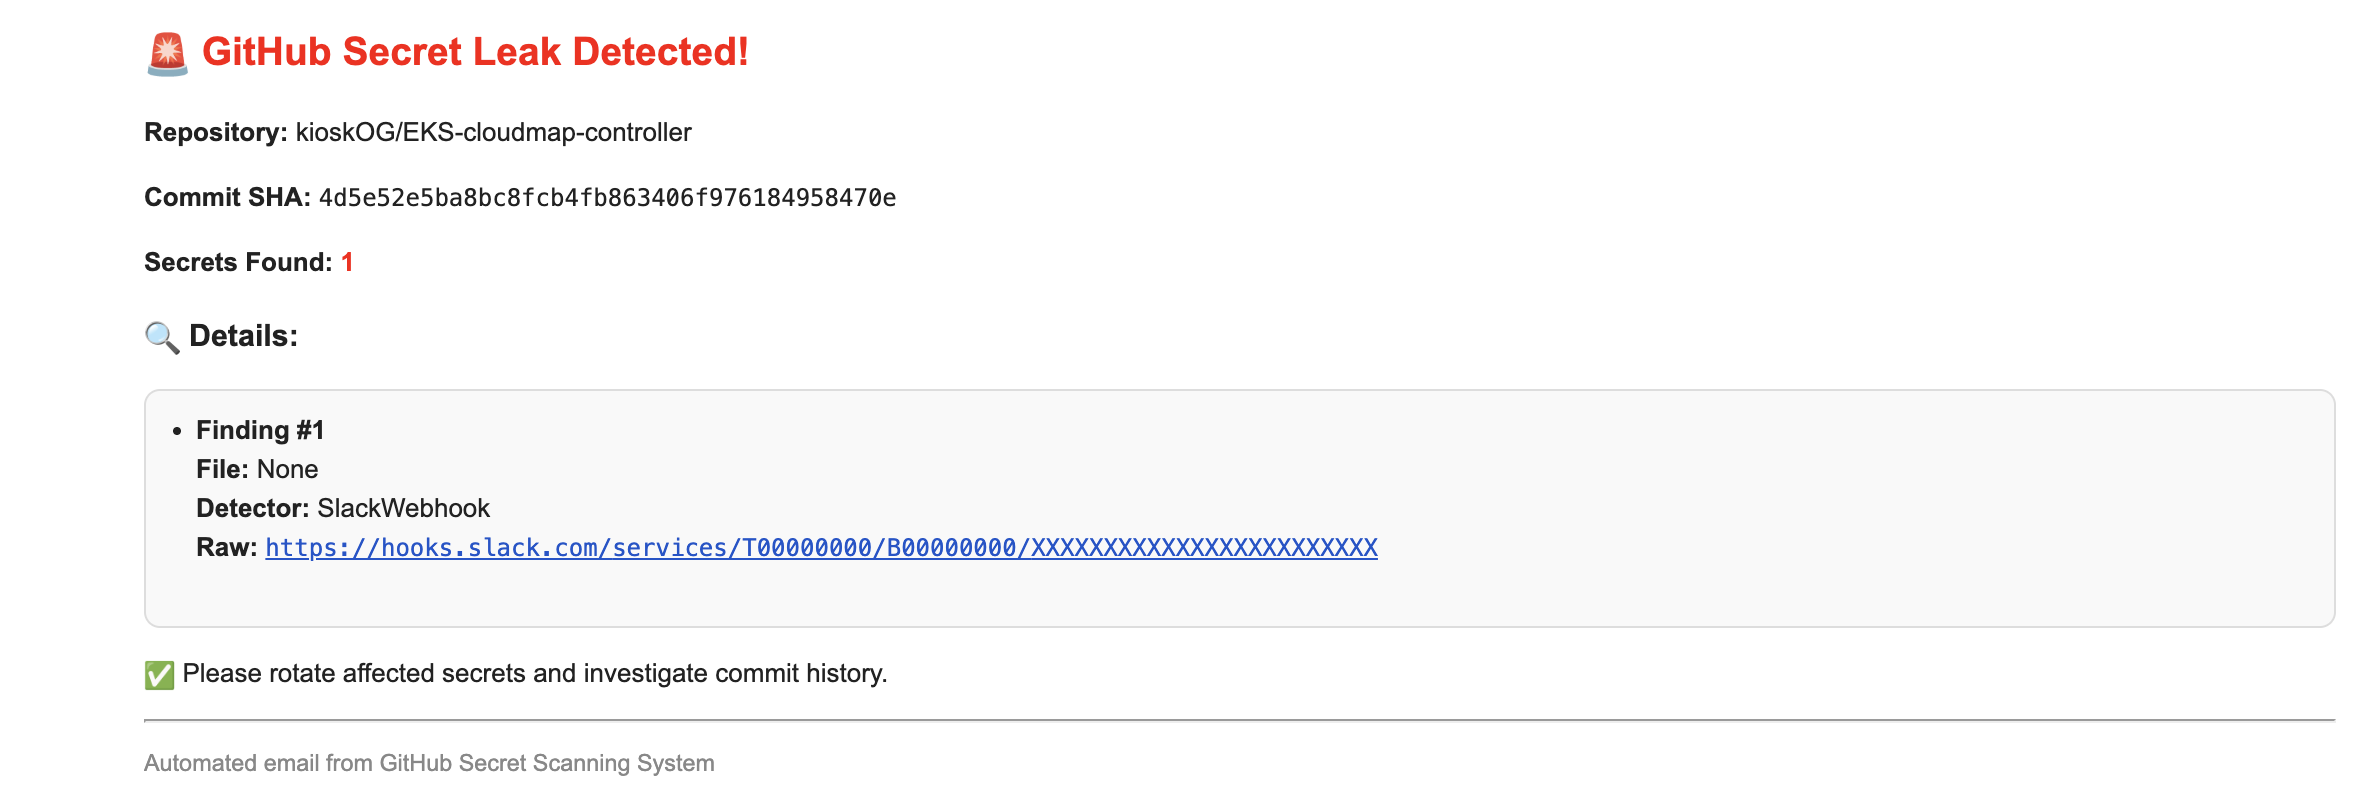 🚨 GitHub Secret Leak Detected!
Repository: kioskOG/EKS-cloudmap-controller
Commit SHA: 4d5e52e5ba8bc8fcb4fb863406f976184958470e
Secrets Found: 1
🔍 Details:
• Finding #1
File: None
Detector: SlackWebhook
Raw: https://hooks.slack.com/services/T00000000/B00000000/XXXXXXXXXXXXXXXXXXXXXXXX
✅ Please rotate affected secrets and investigate commit history.
Automated email from GitHub Secret Scanning System